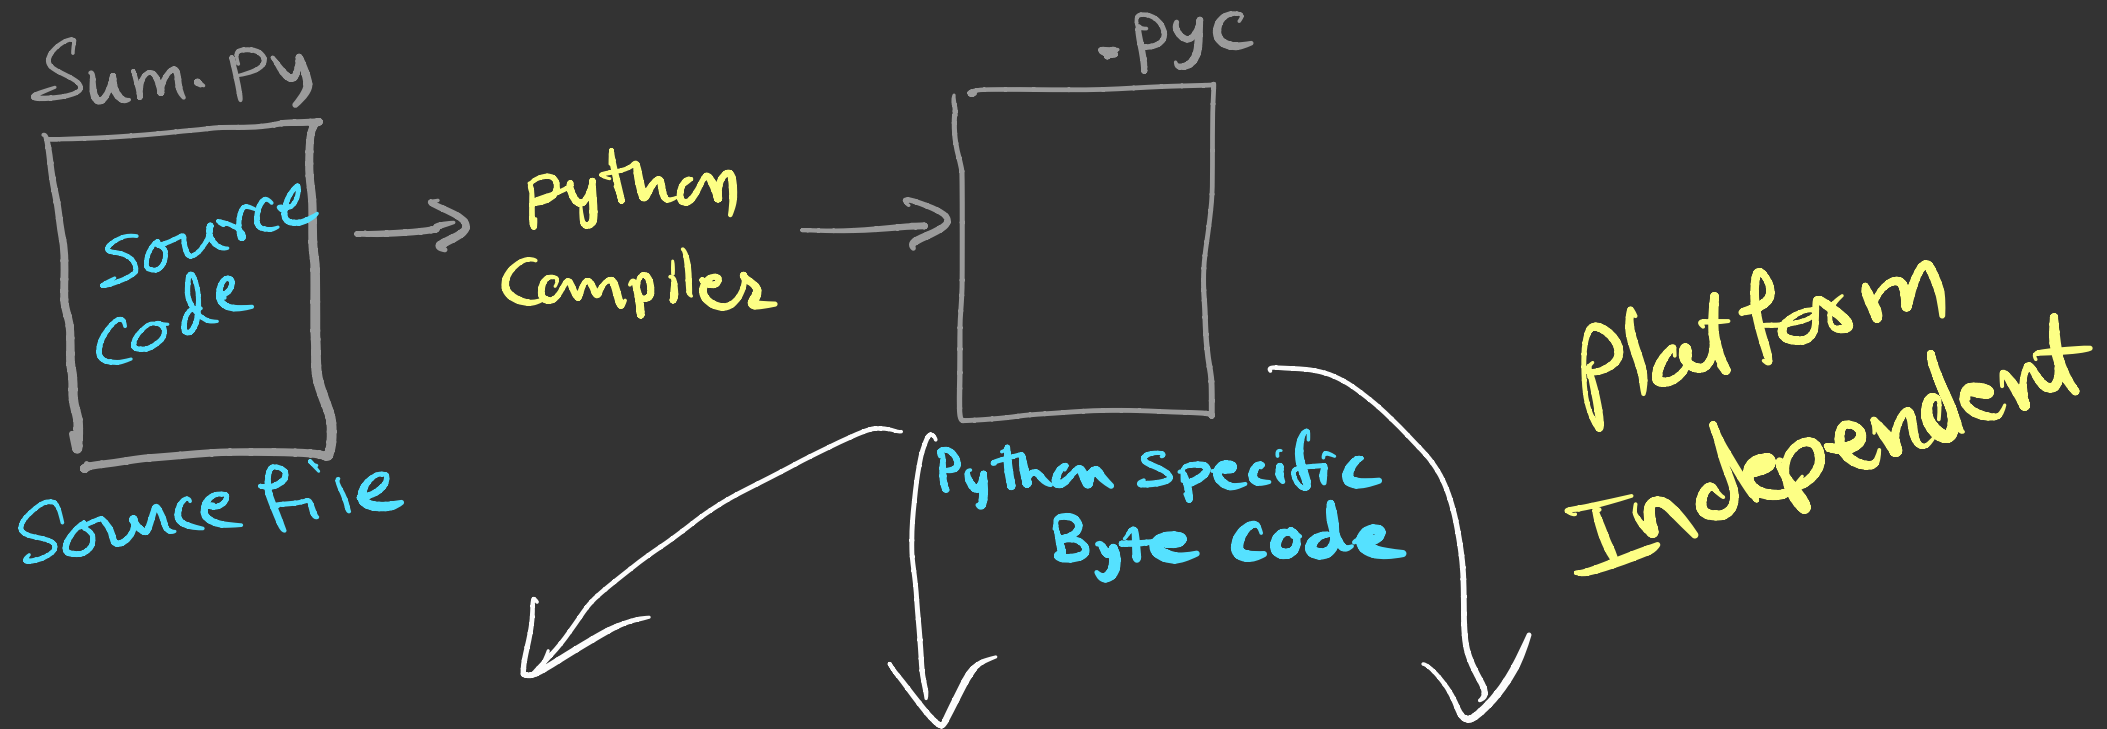 Sum.py
Source
Code
Source file
Python
Compiler
.pyc
Python Specific
Byte Code
Platform
Independent